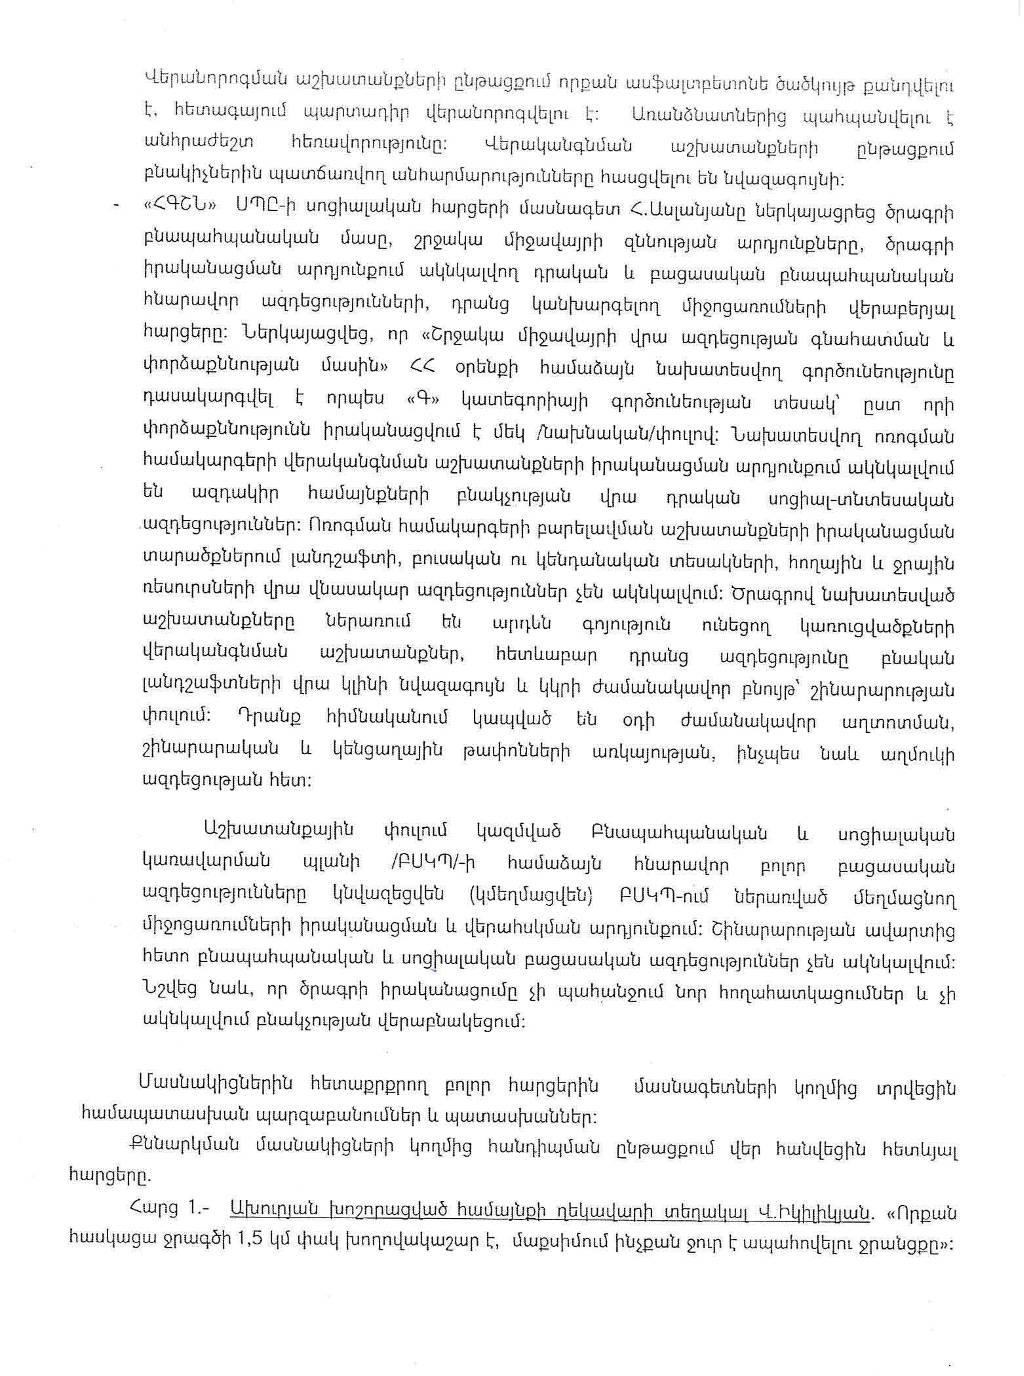 Վերանորոգման աշխատանքների ընթացքում որքան ասֆալտբետոնե ծածկույթ քանդվելու
է, հետագայում պարտադիր վերանորոգվելու է: Առանձնատներից պահպանվելու է
անհրաժեշտ հեռավորությունը: Վերականգնման աշխատանքների ընթացքում
բնակիչներին պատճառվող անհարմարությունները հասցվելու են նվազագույնի:
- «ՀԳՇՆ» ՍՊԸ-ի սոցիալական հարցերի մասնագետ Հ.Ասլանյանը ներկայացրեց ծրագրի
բնապահպանական մասը, շրջակա միջավայրի զննության արդյունքները, ծրագրի
իրականացման արդյունքում ակնկալվող դրական և բացասական բնապահպանական
հնարավոր ազդեցությունների, դրանց կանխարգելող միջոցառումների վերաբերյալ
հարցերը: Ներկայացվեց, որ «Շրջակա միջավայրի վրա ազդեցության գնահատման և
փորձաքննության մասին» ՀՀ օրենքի համաձայն նախատեսվող գործունեությունը
դասակարգվել է որպես «Գ» կատեգորիայի գործունեության տեսակ՝ ըստ որի
փորձաքննությունն իրականացվում է մեկ /նախնական/փուլով: Նախատեսվող ոռոգման
համակարգերի վերականգնման աշխատանքների իրականացման արդյունքում ակնկալվում
են ազդակիր համայնքների բնակչության վրա դրական սոցիալ-տնտեսական
ազդեցություններ: Ոռոգման համակարգերի բարելավման աշխատանքների իրականացման
տարածքներում լանդշաֆտի, բուսական ու կենդանական տեսակների, հողային և ջրային
ռեսուրսների վրա վնասակար ազդեցություններ չեն ակնկալվում: Ծրագրով նախատեսված
աշխատանքները ներառում են արդեն գոյություն ունեցող կառուցվածքների
վերականգնման աշխատանքներ, հետևաբար դրանց ազդեցությունը բնական
լանդշաֆտների վրա կլինի նվազագույն և կկրի ժամանակավոր բնույթ՝ շինարարության
փուլում: Դրանք հիմնականում կապված են օդի ժամանակավոր աղտոտման,
շինարարական և կենցաղային թափոնների առկայության, ինչպես նաև աղմուկի
ազդեցության հետ:
Աշխատանքային փուլում կազմված Բնապահպանական և սոցիալական
կառավարման պլանի /ԲՍԿՊ/-ի համաձայն հնարավոր բոլոր բացասական
ազդեցությունները կնվազեցվեն (կմեղմացվեն) ԲՍԿՊ-ում ներառված մեղմացնող
միջոցառումների իրականացման և վերահսկման արդյունքում: Շինարարության ավարտից
հետո բնապահպանական և սոցիալական բացասական ազդեցություններ չեն ակնկալվում:
Նշվեց նաև, որ ծրագրի իրականացումը չի պահանջում նոր հողահատկացումներ և չի
ակնկալվում բնակչության վերաբնակեցում:
Մասնակիցներին հետաքրքրող բոլոր հարցերին մասնագետների կողմից տրվեցին
համապատասխան պարզաբանումներ և պատասխաններ:
Քննարկման մասնակիցների կողմից հանդիպման ընթացքում վեր հանվեցին հետևյալ
հարցերը.
Հարց 1.- Ախուրյան խոշորացված համայնքի ղեկավարի տեղակալ Վ.Իկիլիկյան. «Որքան
հասկացա ջրագծի 1,5 կմ փակ խողովակաշար է, մաքսիմում ինչքան ջուր է ապահովելու ջրանցքը»: